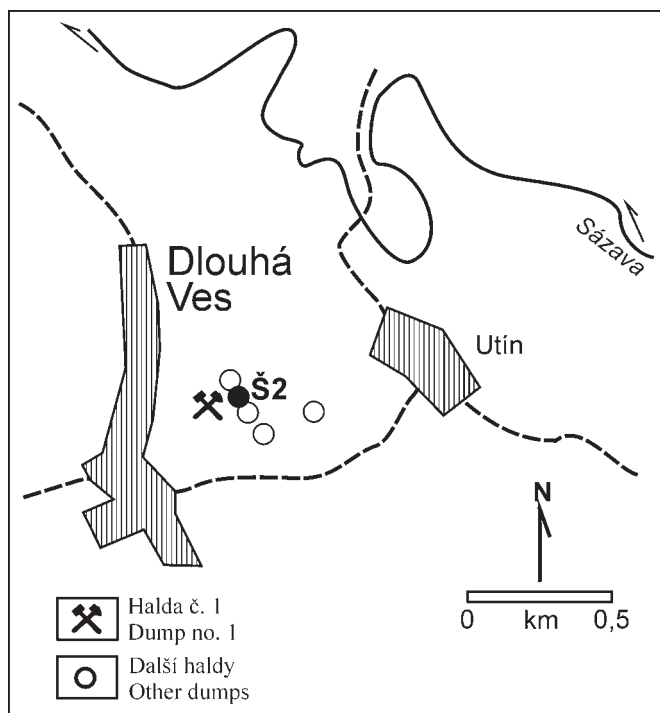 Sázava
Dlouhá
Ves
Utín
Š2
N
0 km 0,5
Halda č. 1
Dump no. 1
Další haldy
Other dumps